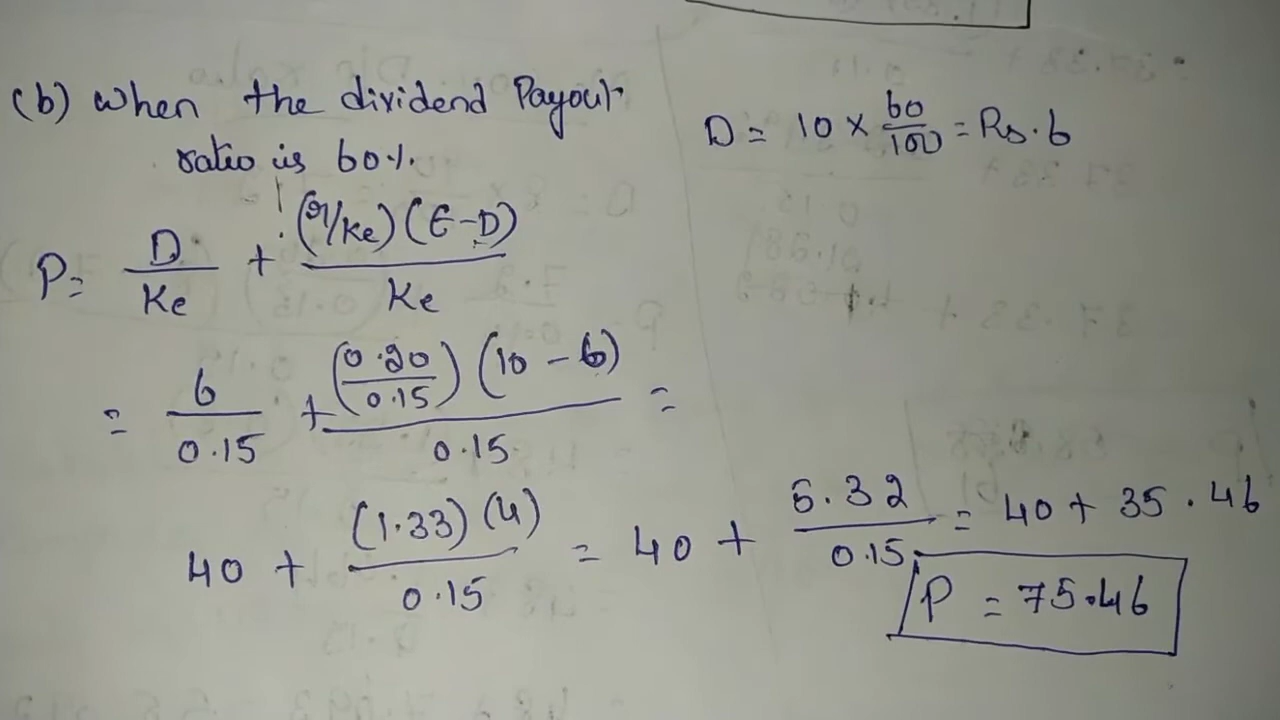 (b) When the dividend Payout
ratio is 60%.
D = 10 × 60/100 = Rs. 6
P = D/Ke + (r/Ke) (E-D)/Ke
= 6/0.15 + (0.20/0.15) (10 - 6)/0.15 =
40 + (1.33) (4)/0.15 = 40 + 5.32/0.15 = 40 + 35.46
P = 75.46